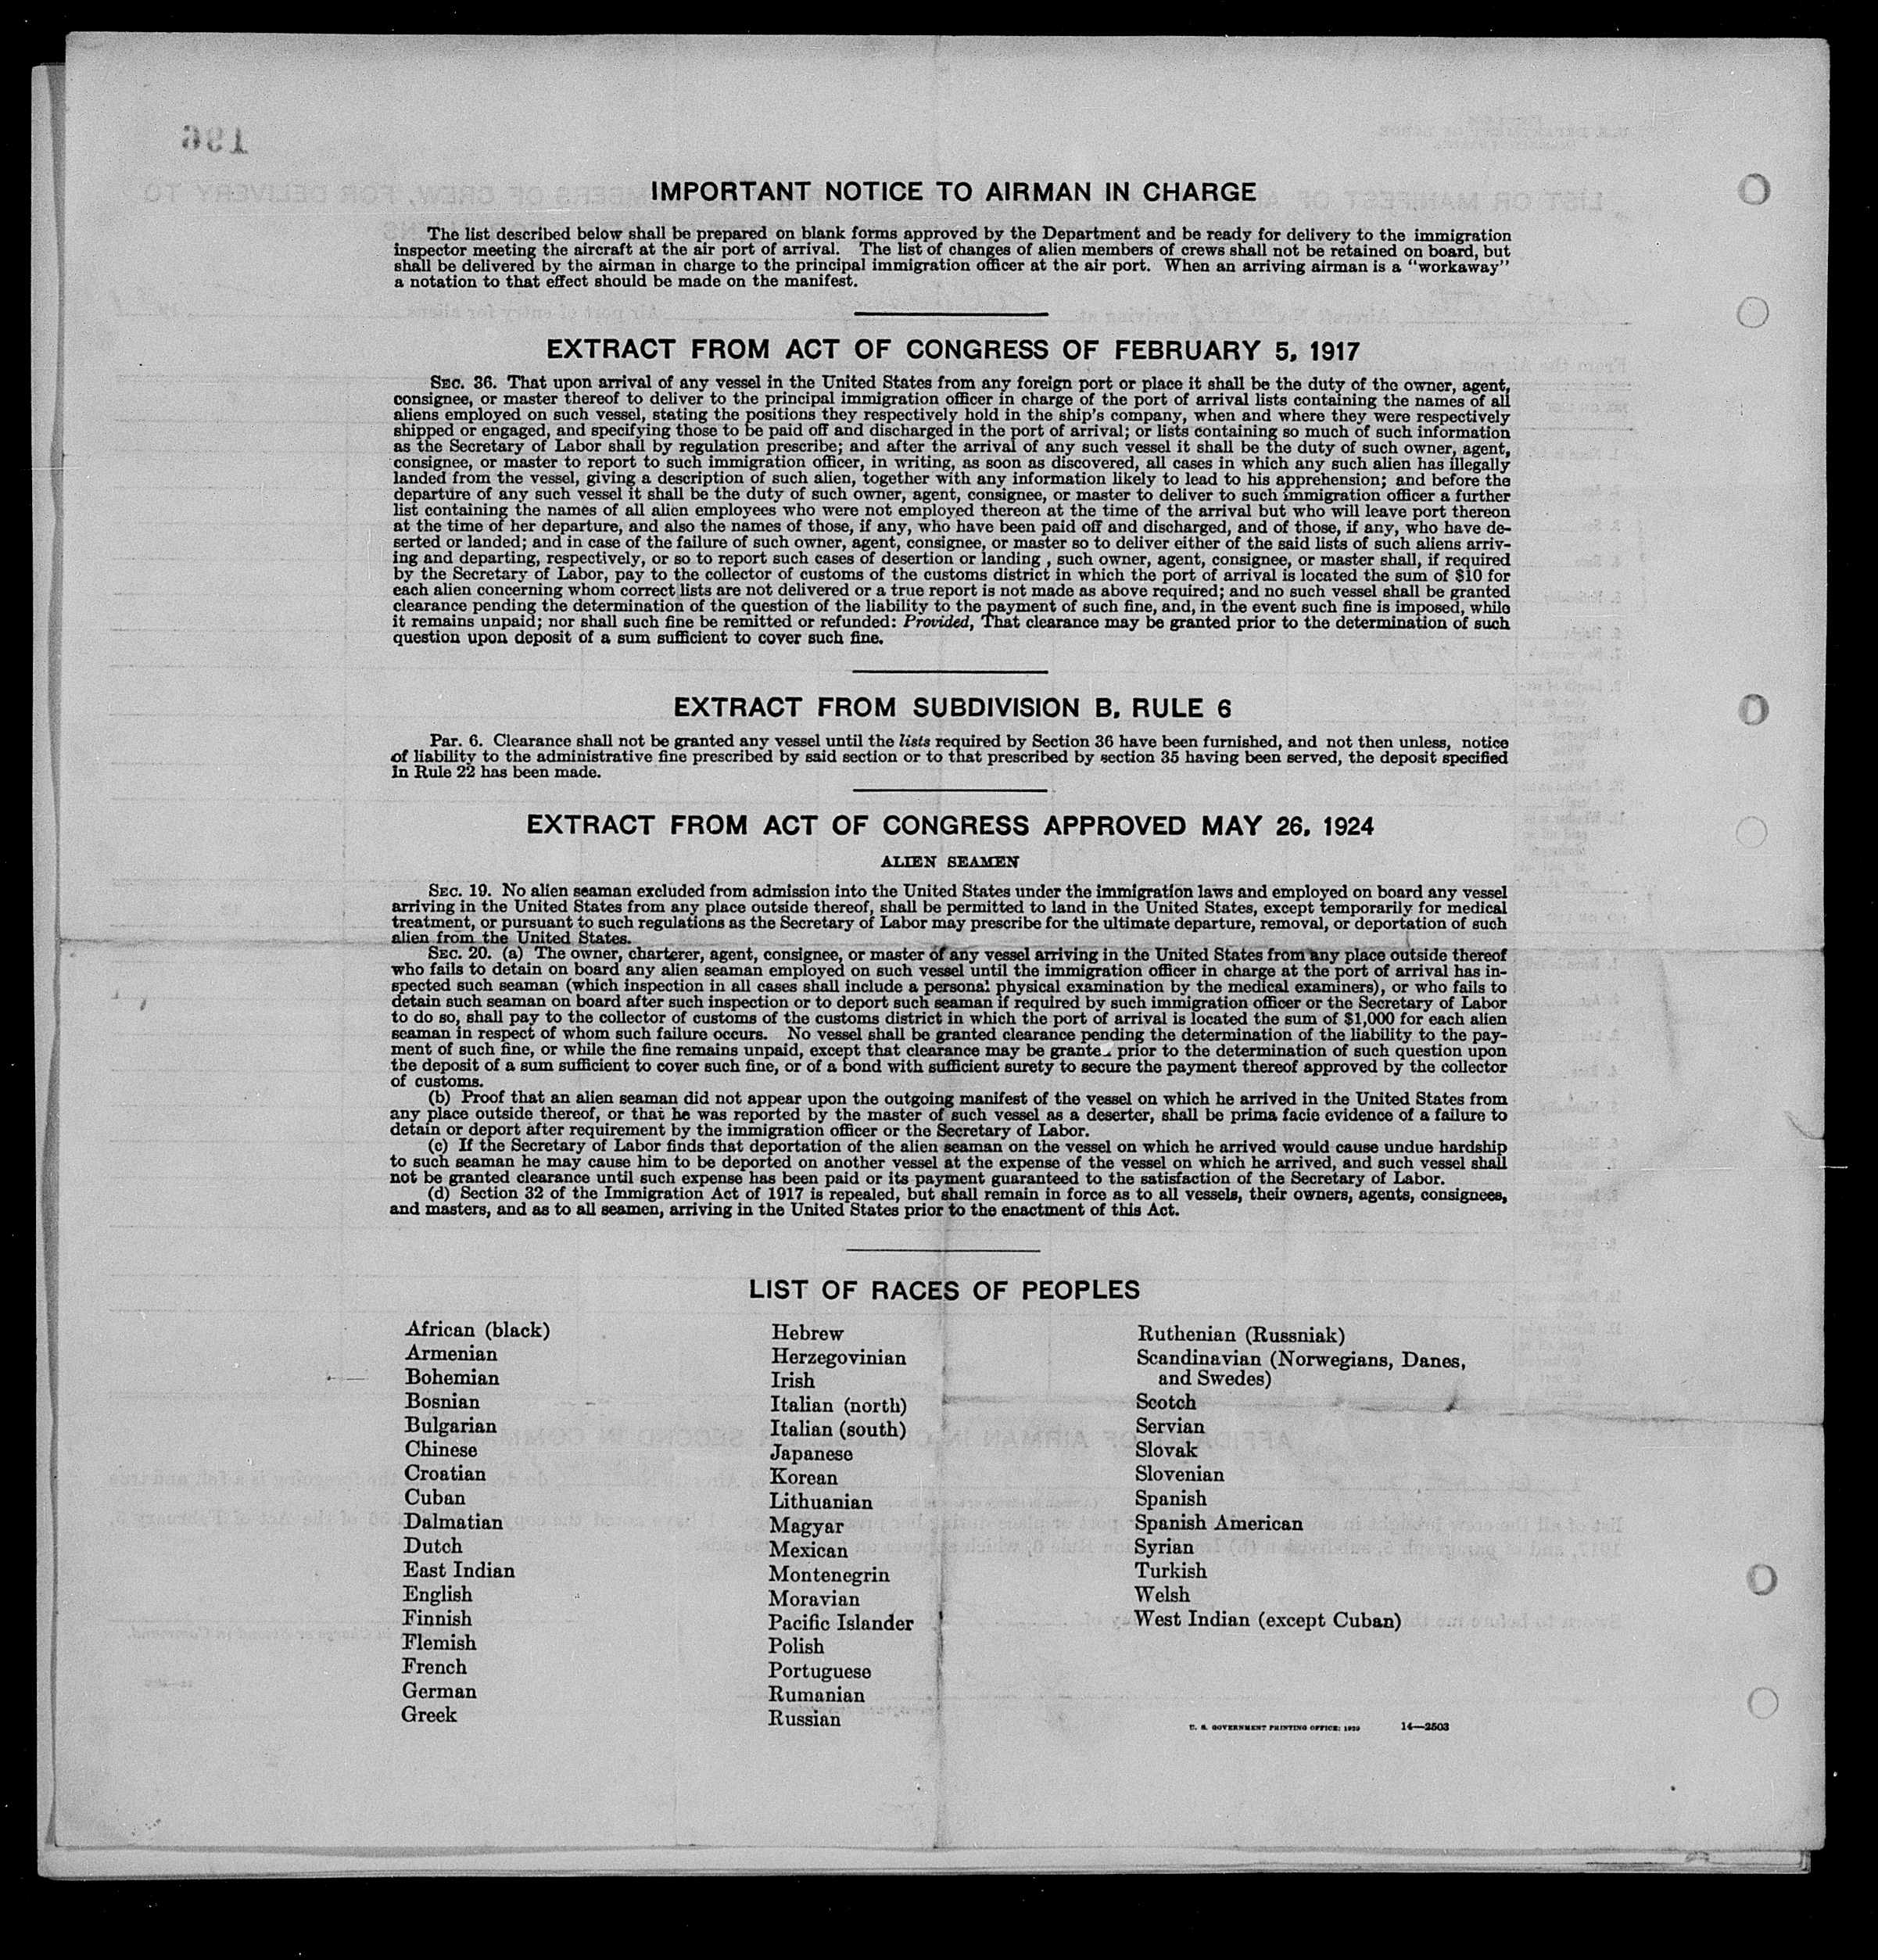 IMPORTANT NOTICE TO AIRMAN IN CHARGE
The list described below shall be prepared on blank forms approved by the Department and be ready for delivery to the immigration
inspector meeting the aircraft at the air port of arrival. The list of changes of alien members of crews shall not be retained on board, but
shall be delivered by the airman in charge to the principal immigration officer at the air port. When an arriving airman is a "workaway"
a notation to that effect should be made on the manifest.
EXTRACT FROM ACT OF CONGRESS OF FEBRUARY 5, 1917
SEC. 36. That upon arrival of any vessel in the United States from any foreign port or place it shall be the duty of the owner, agent,
consignee, or master thereof to deliver to the principal immigration officer in charge of the port of arrival lists containing the names of all
aliens employed on such vessel, stating the positions they respectively hold in the ship's company, when and where they were respectively
shipped or engaged, and specifying those to be paid off and discharged in the port of arrival; or lists containing so much of such information
as the Secretary of Labor shall by regulation prescribe; and after the arrival of any such vessel it shall be the duty of such owner, agent,
consignee, or master to report to such immigration officer, in writing, as soon as discovered, all cases in which any such alien has illegally
landed from the vessel, giving a description of such alien, together with any information likely to lead to his apprehension; and before the
departure of any such vessel it shall be the duty of such owner, agent, consignee, or master to deliver to such immigration officer a further
list containing the names of all alien employees who were not employed thereon at the time of the arrival but who will leave port thereon
at the time of her departure, and also the names of those, if any, who have been paid off and discharged, and of those, if any, who have de-
serted or landed; and in case of the failure of such owner, agent, consignee, or master so to deliver either of the said lists of such aliens arriv-
ing and departing, respectively, or so to report such cases of desertion or landing , such owner, agent, consignee, or master shall, if required
by the Secretary of Labor, pay to the collector of customs of the customs district in which the port of arrival is located the sum of $10 for
each alien concerning whom correct lists are not delivered or a true report is not made as above required; and no such vessel shall be granted
clearance pending the determination of the question of the liability to the payment of such fine, and, in the event such fine is imposed, while
it remains unpaid; nor shall such fine be remitted or refunded: Provided, That clearance may be granted prior to the determination of such
question upon deposit of a sum sufficient to cover such fine.
EXTRACT FROM SUBDIVISION B, RULE 6
Par. 6. Clearance shall not be granted any vessel until the lists required by Section 36 have been furnished, and not then unless, notice
of liability to the administrative fine prescribed by said section or to that prescribed by section 35 having been served, the deposit specified
in Rule 22 has been made.
EXTRACT FROM ACT OF CONGRESS APPROVED MAY 26, 1924
ALIEN SEAMEN
SEC. 19. No alien seaman excluded from admission into the United States under the immigration laws and employed on board any vessel
arriving in the United States from any place outside thereof, shall be permitted to land in the United States, except temporarily for medical
treatment, or pursuant to such regulations as the Secretary of Labor may prescribe for the ultimate departure, removal, or deportation of such
alien from the United States.
SEC. 20. (a) The owner, charterer, agent, consignee, or master of any vessel arriving in the United States from any place outside thereof
who fails to detain on board any alien seaman employed on such vessel until the immigration officer in charge at the port of arrival has in-
spected such seaman (which inspection in all cases shall include a personal physical examination by the medical examiners), or who fails to
detain such seaman on board after such inspection or to deport such seaman if required by such immigration officer or the Secretary of Labor
to do so, shall pay to the collector of customs of the customs district in which the port of arrival is located the sum of $1,000 for each alien
seaman in respect of whom such failure occurs. No vessel shall be granted clearance pending the determination of the liability to the pay-
ment of such fine, or while the fine remains unpaid, except that clearance may be granted prior to the determination of such question upon
the deposit of a sum sufficient to cover such fine, or of a bond with sufficient surety to secure the payment thereof approved by the collector
of customs.
(b) Proof that an alien seaman did not appear upon the outgoing manifest of the vessel on which he arrived in the United States from
any place outside thereof, or that he was reported by the master of such vessel as a deserter, shall be prima facie evidence of a failure to
detain or deport after requirement by the immigration officer or the Secretary of Labor.
(c) If the Secretary of Labor finds that deportation of the alien seaman on the vessel on which he arrived would cause undue hardship
to such seaman he may cause him to be deported on another vessel at the expense of the vessel on which he arrived, and such vessel shall
not be granted clearance until such expense has been paid or its payment guaranteed to the satisfaction of the Secretary of Labor.
(d) Section 32 of the Immigration Act of 1917 is repealed, but shall remain in force as to all vessels, their owners, agents, consignees,
and masters, and as to all seamen, arriving in the United States prior to the enactment of this Act.
LIST OF RACES OF PEOPLES
African (black)
Armenian
Bohemian
Bosnian
Bulgarian
Chinese
Croatian
Cuban
Dalmatian
Dutch
East Indian
English
Finnish
Flemish
French
German
Greek
Hebrew
Herzegovinian
Irish
Italian (north)
Italian (south)
Japanese
Korean
Lithuanian
Magyar
Mexican
Montenegrin
Moravian
Pacific Islander
Polish
Portuguese
Rumanian
Russian
Ruthenian (Russniak)
Scandinavian (Norwegians, Danes,
and Swedes)
Scotch
Servian
Slovak
Slovenian
Spanish
Spanish American
Syrian
Turkish
Welsh
West Indian (except Cuban)
U. S. GOVERNMENT PRINTING OFFICE: 1929 14—2503